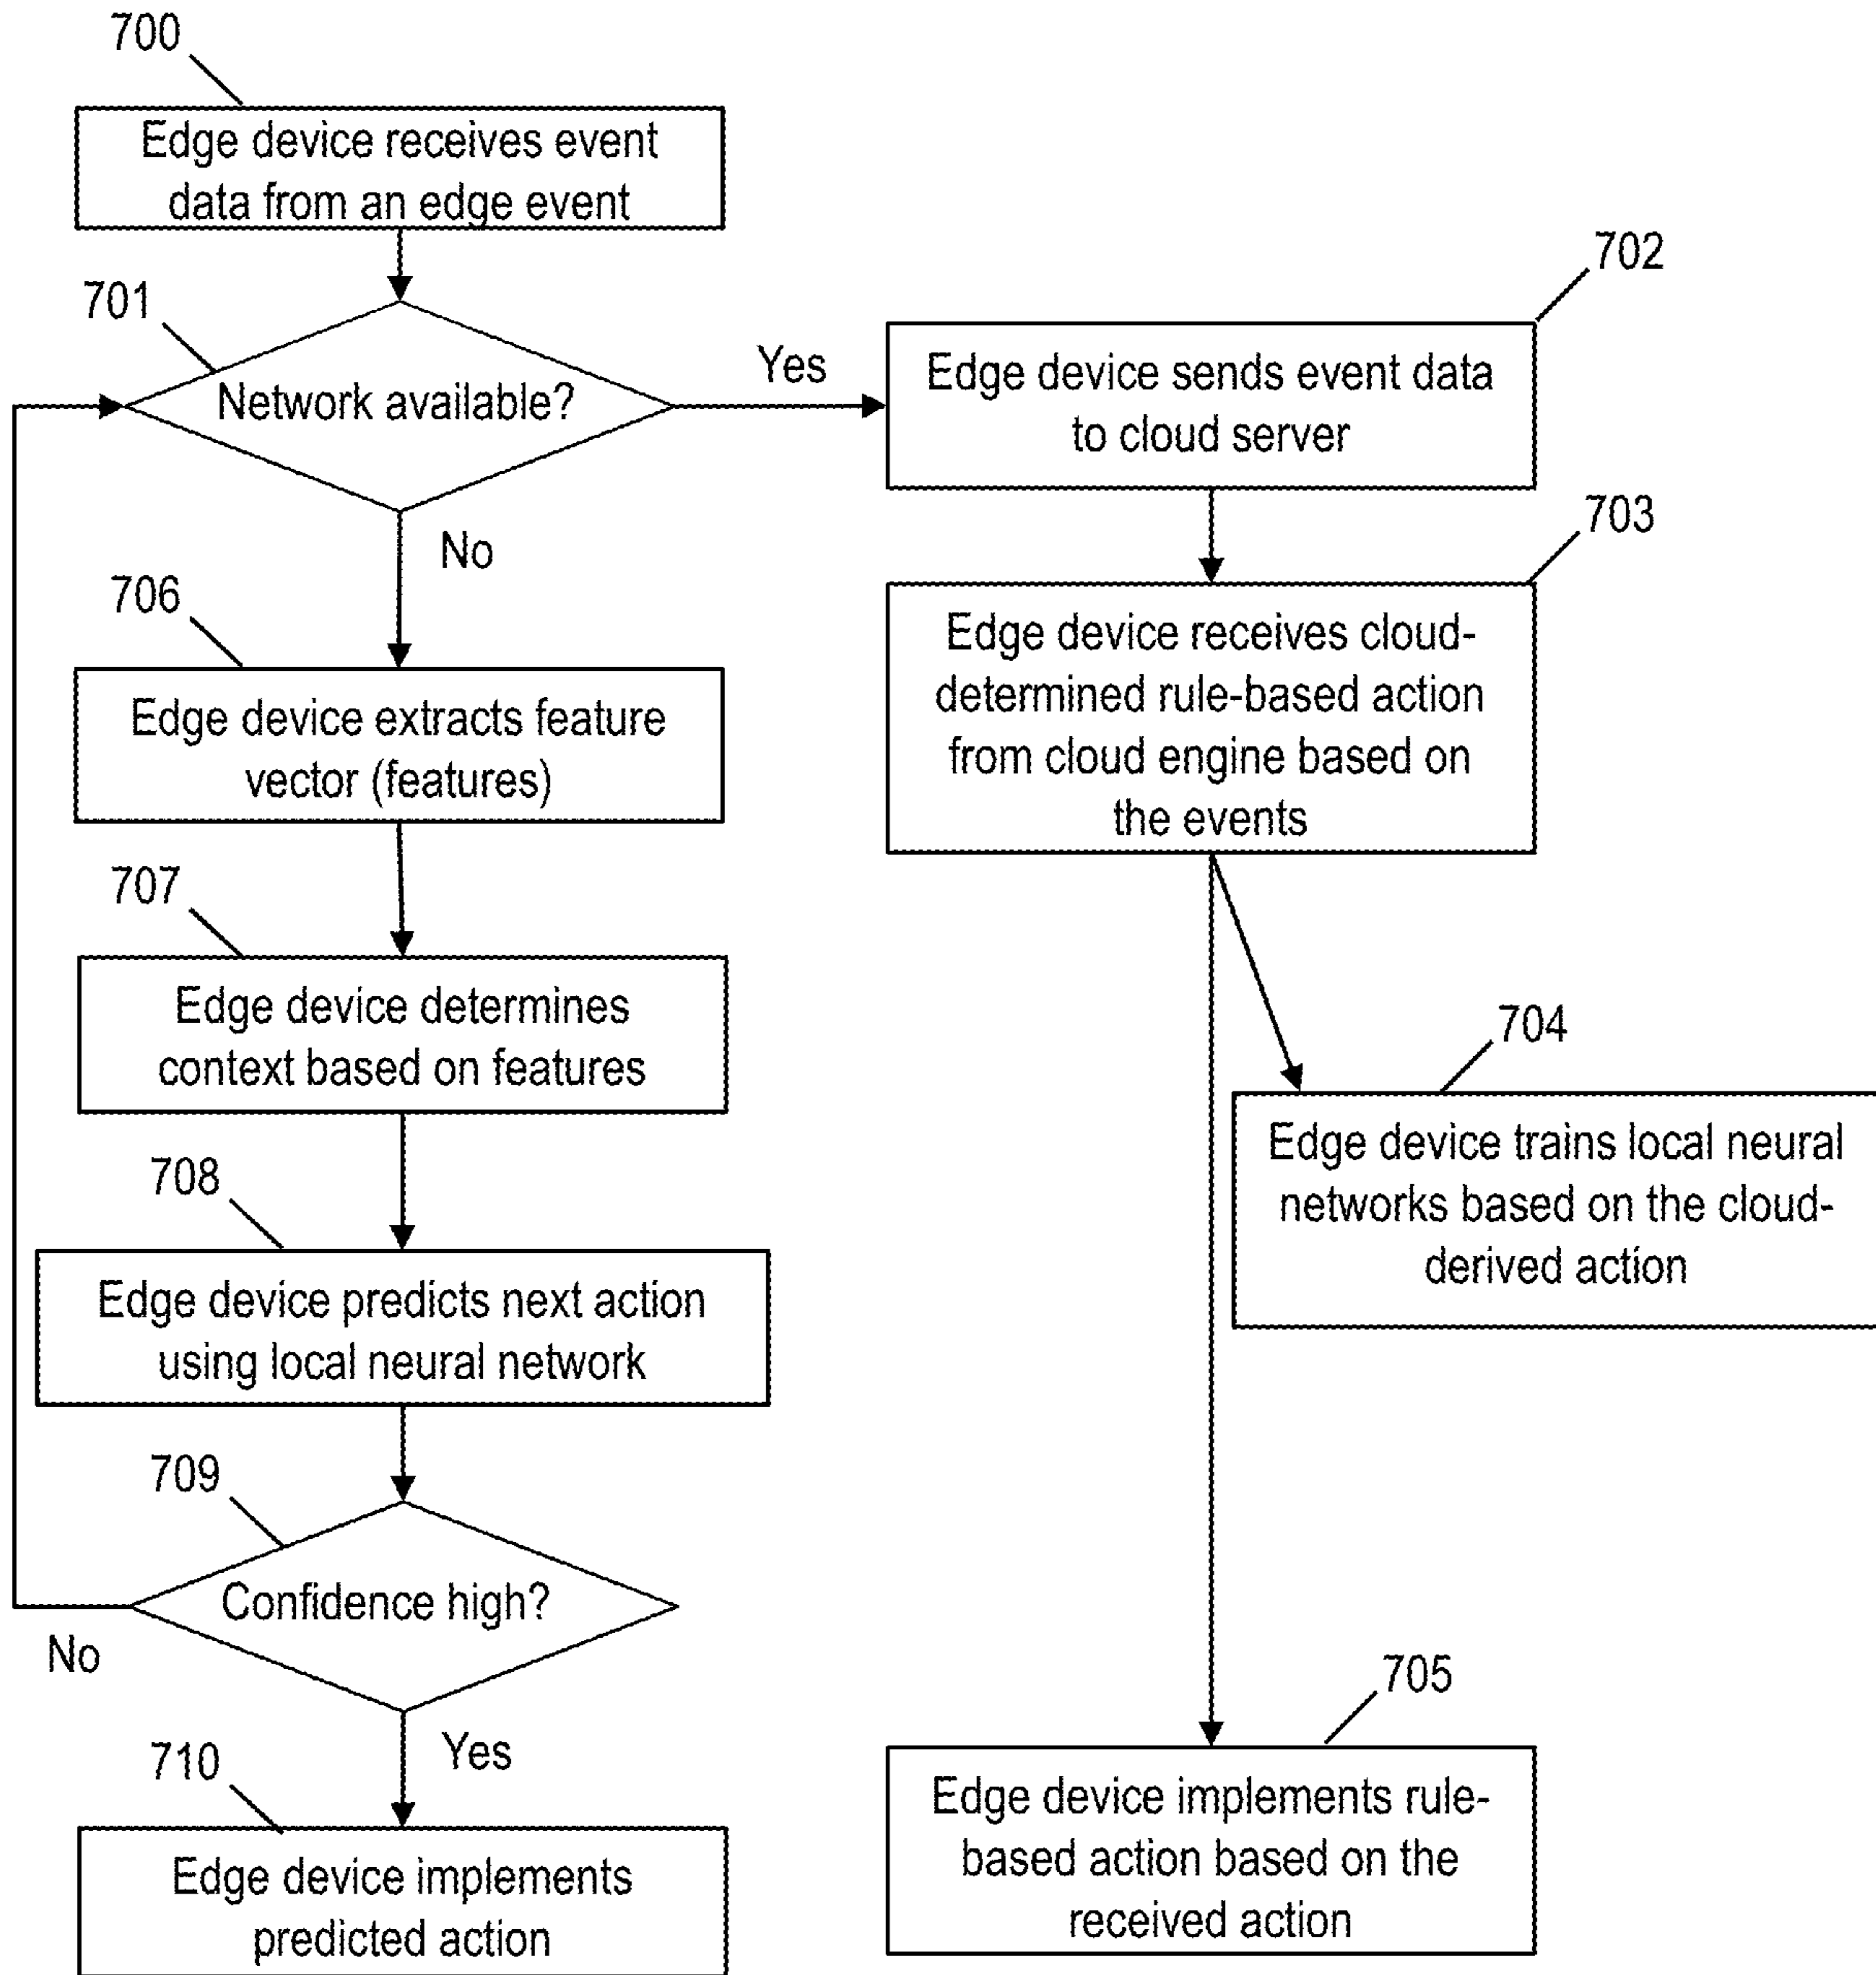 700
Edge device receives event
data from an edge event
701
Network available?
Yes
No
702
Edge device sends event data
to cloud server
703
Edge device receives cloud-
determined rule-based action
from cloud engine based on
the events
706
Edge device extracts feature
vector (features)
707
Edge device determines
context based on features
704
Edge device trains local neural
networks based on the cloud-
derived action
708
Edge device predicts next action
using local neural network
709
Confidence high?
No
Yes
705
Edge device implements rule-
based action based on the
received action
710
Edge device implements
predicted action